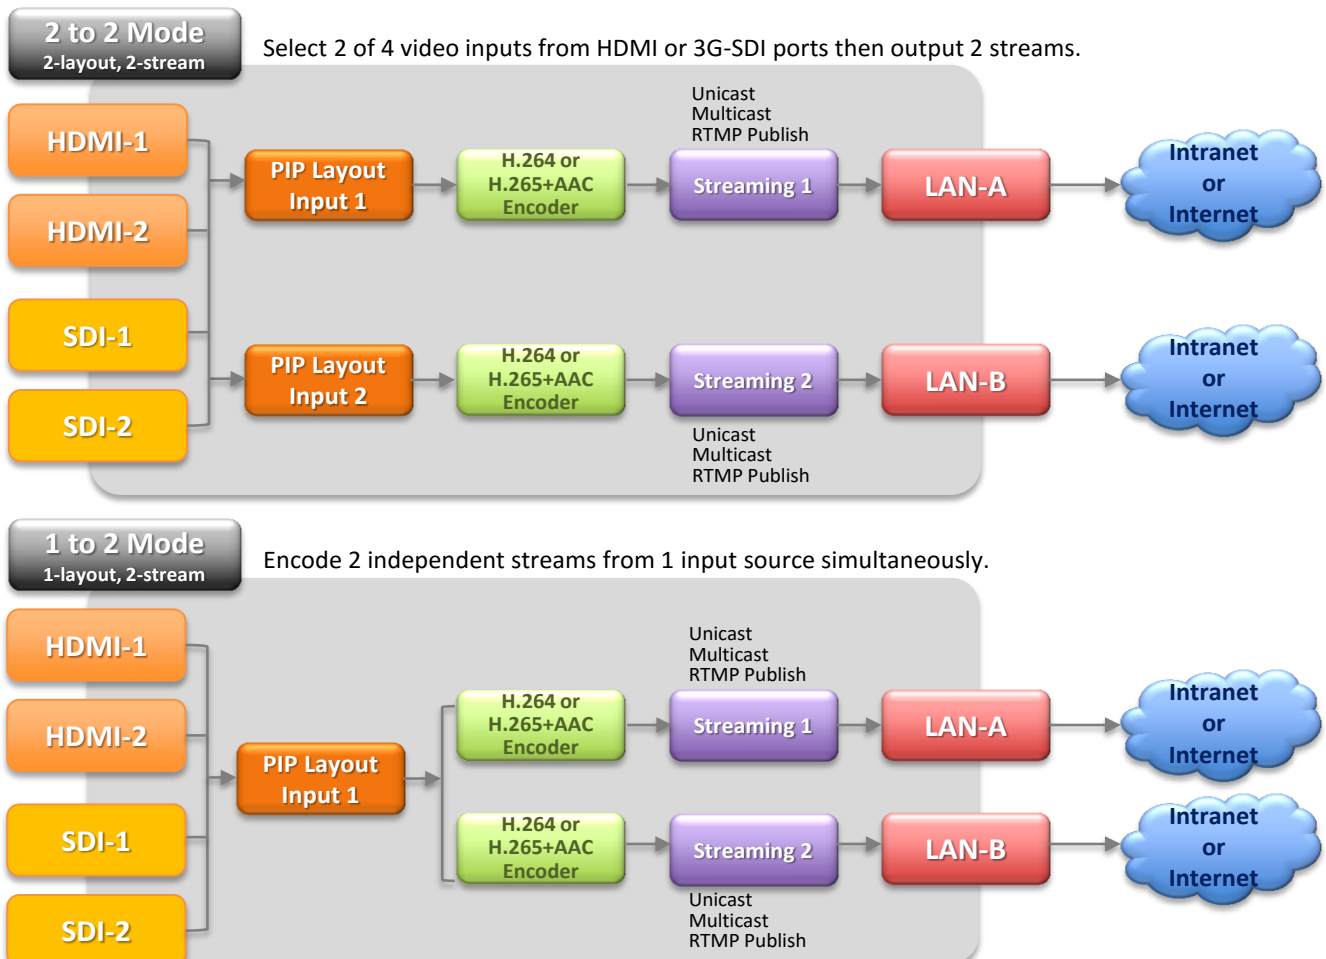 2 to 2 Mode
2-layout, 2-stream
Select 2 of 4 video inputs from HDMI or 3G-SDI ports then output 2 streams.
HDMI-1
HDMI-2
SDI-1
SDI-2
PIP Layout
Input 1
H.264 or
H.265+AAC
Encoder
Unicast
Multicast
RTMP Publish
Streaming 1
LAN-A
Intranet
or
Internet
PIP Layout
Input 2
H.264 or
H.265+AAC
Encoder
Streaming 2
Unicast
Multicast
RTMP Publish
LAN-B
Intranet
or
Internet
1 to 2 Mode
1-layout, 2-stream
Encode 2 independent streams from 1 input source simultaneously.
HDMI-1
HDMI-2
SDI-1
SDI-2
PIP Layout
Input 1
H.264 or
H.265+AAC
Encoder
Unicast
Multicast
RTMP Publish
Streaming 1
LAN-A
Intranet
or
Internet
H.264 or
H.265+AAC
Encoder
Streaming 2
Unicast
Multicast
RTMP Publish
LAN-B
Intranet
or
Internet